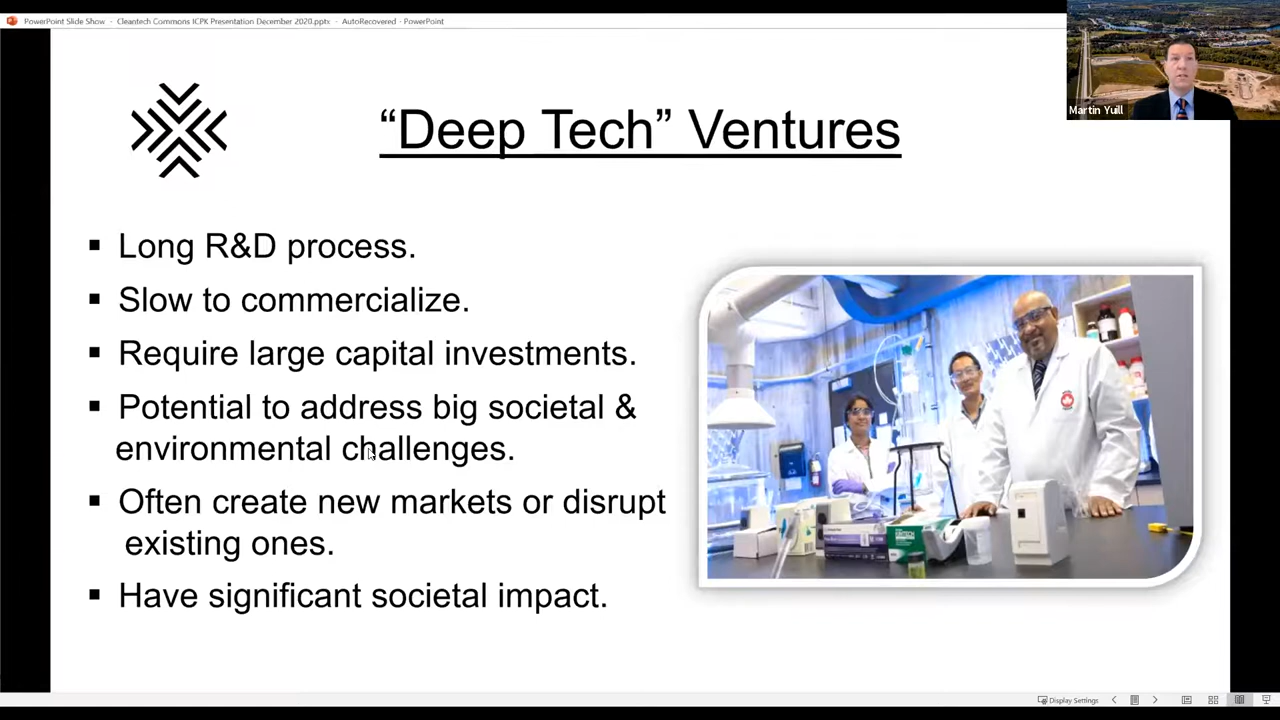 PowerPoint Slide Show - Cleantech Commons ICPK Presentation December 2020.pptx - AutoRecovered - PowerPoint
Martin Yuill
“Deep Tech” Ventures
▪ Long R&D process.
▪ Slow to commercialize.
▪ Require large capital investments.
▪ Potential to address big societal &
environmental challenges.
▪ Often create new markets or disrupt
existing ones.
▪ Have significant societal impact.
Display Settings